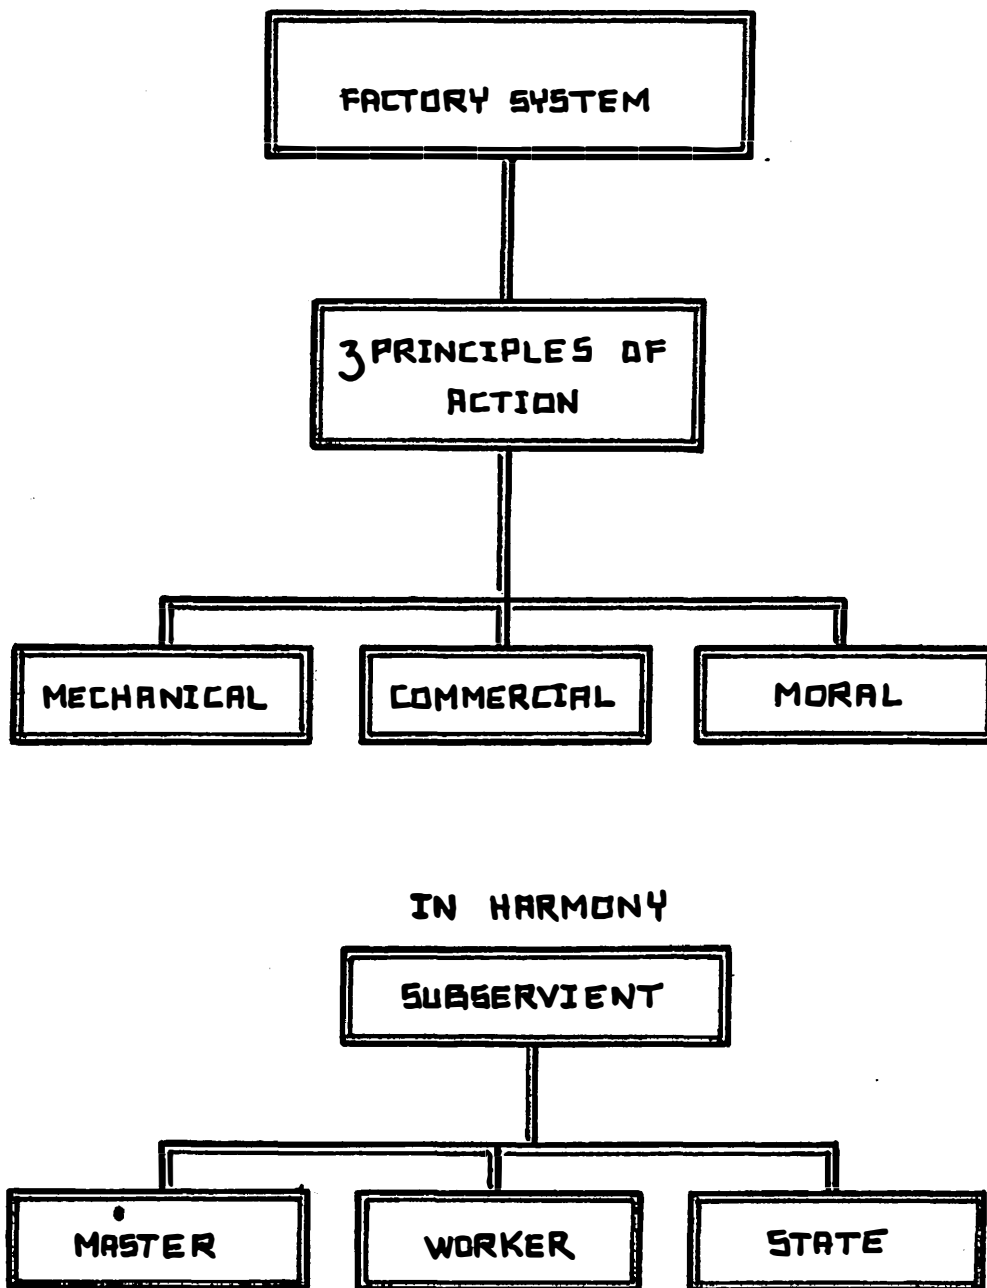 FACTORY SYSTEM
3 PRINCIPLES OF
ACTION
MECHANICAL
COMMERCIAL
MORAL
IN HARMONY
SUBSERVIENT
MASTER
WORKER
STATE